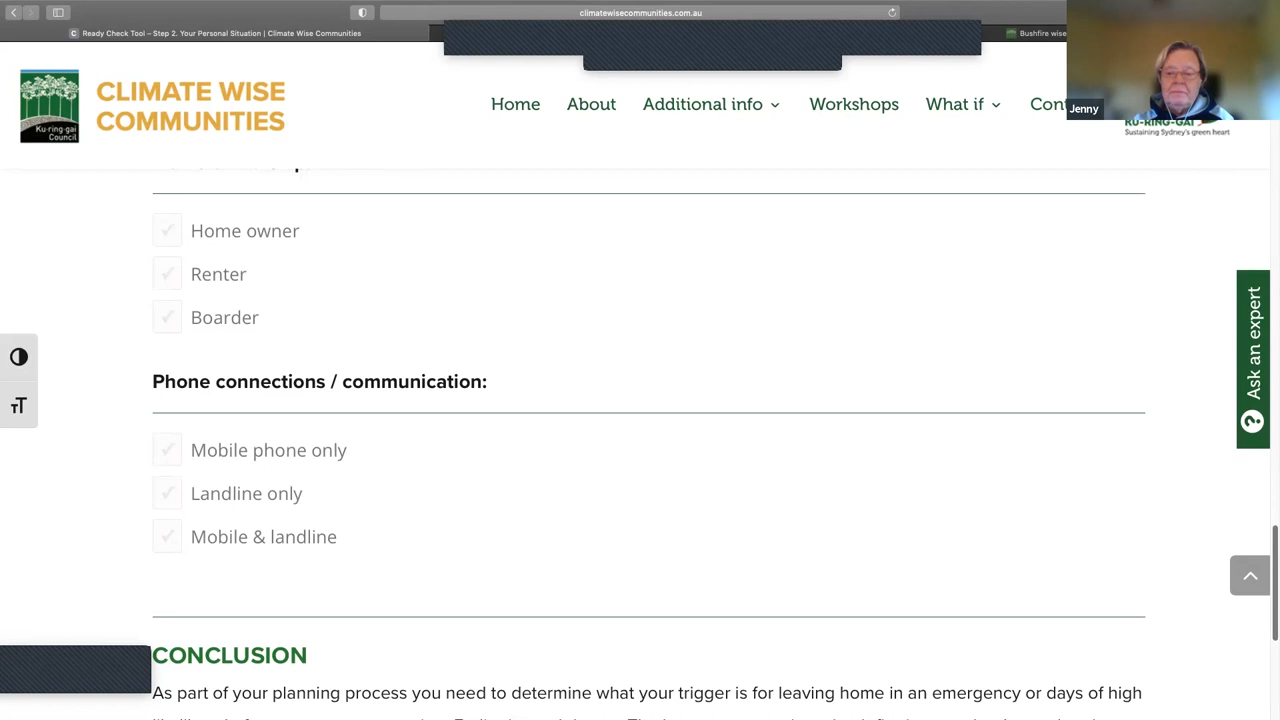 climatewisecommunities.com.au
C Ready Check Tool – Step 2. Your Personal Situation | Climate Wise Communities
Bushfire wise
Ku·ring·gai
Council
CLIMATE WISE
COMMUNITIES
Home About Additional info Workshops What if
Jenny
KU-RING-GAI
Sustaining Sydney's green heart
Home owner
Renter
Boarder
Phone connections / communication:
Mobile phone only
Landline only
Mobile & landline
Ask an expert
TT
CONCLUSION
As part of your planning process you need to determine what your trigger is for leaving home in an emergency or days of high